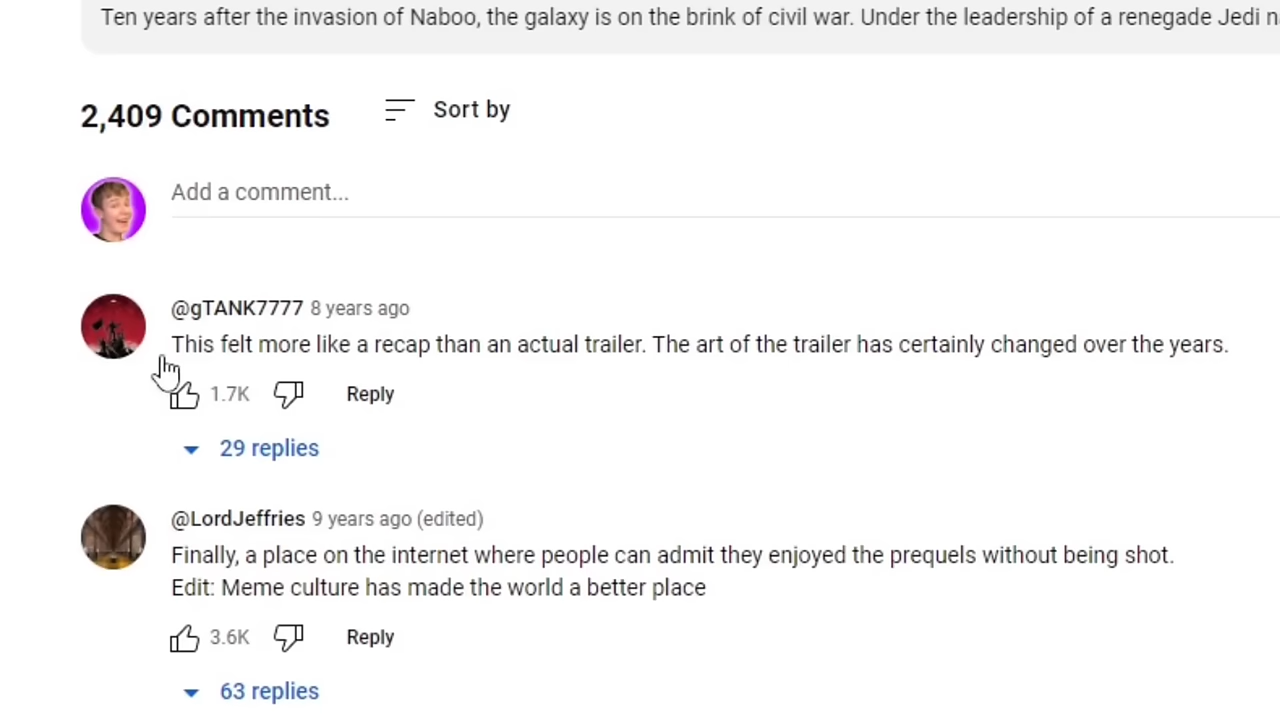 Ten years after the invasion of Naboo, the galaxy is on the brink of civil war. Under the leadership of a renegade Jedi
2,409 Comments
Sort by
Add a comment...
@gTANK7777 8 years ago
This felt more like a recap than an actual trailer. The art of the trailer has certainly changed over the years.
1.7K Reply
29 replies
@LordJeffries 9 years ago (edited)
Finally, a place on the internet where people can admit they enjoyed the prequels without being shot.
Edit: Meme culture has made the world a better place
3.6K Reply
63 replies